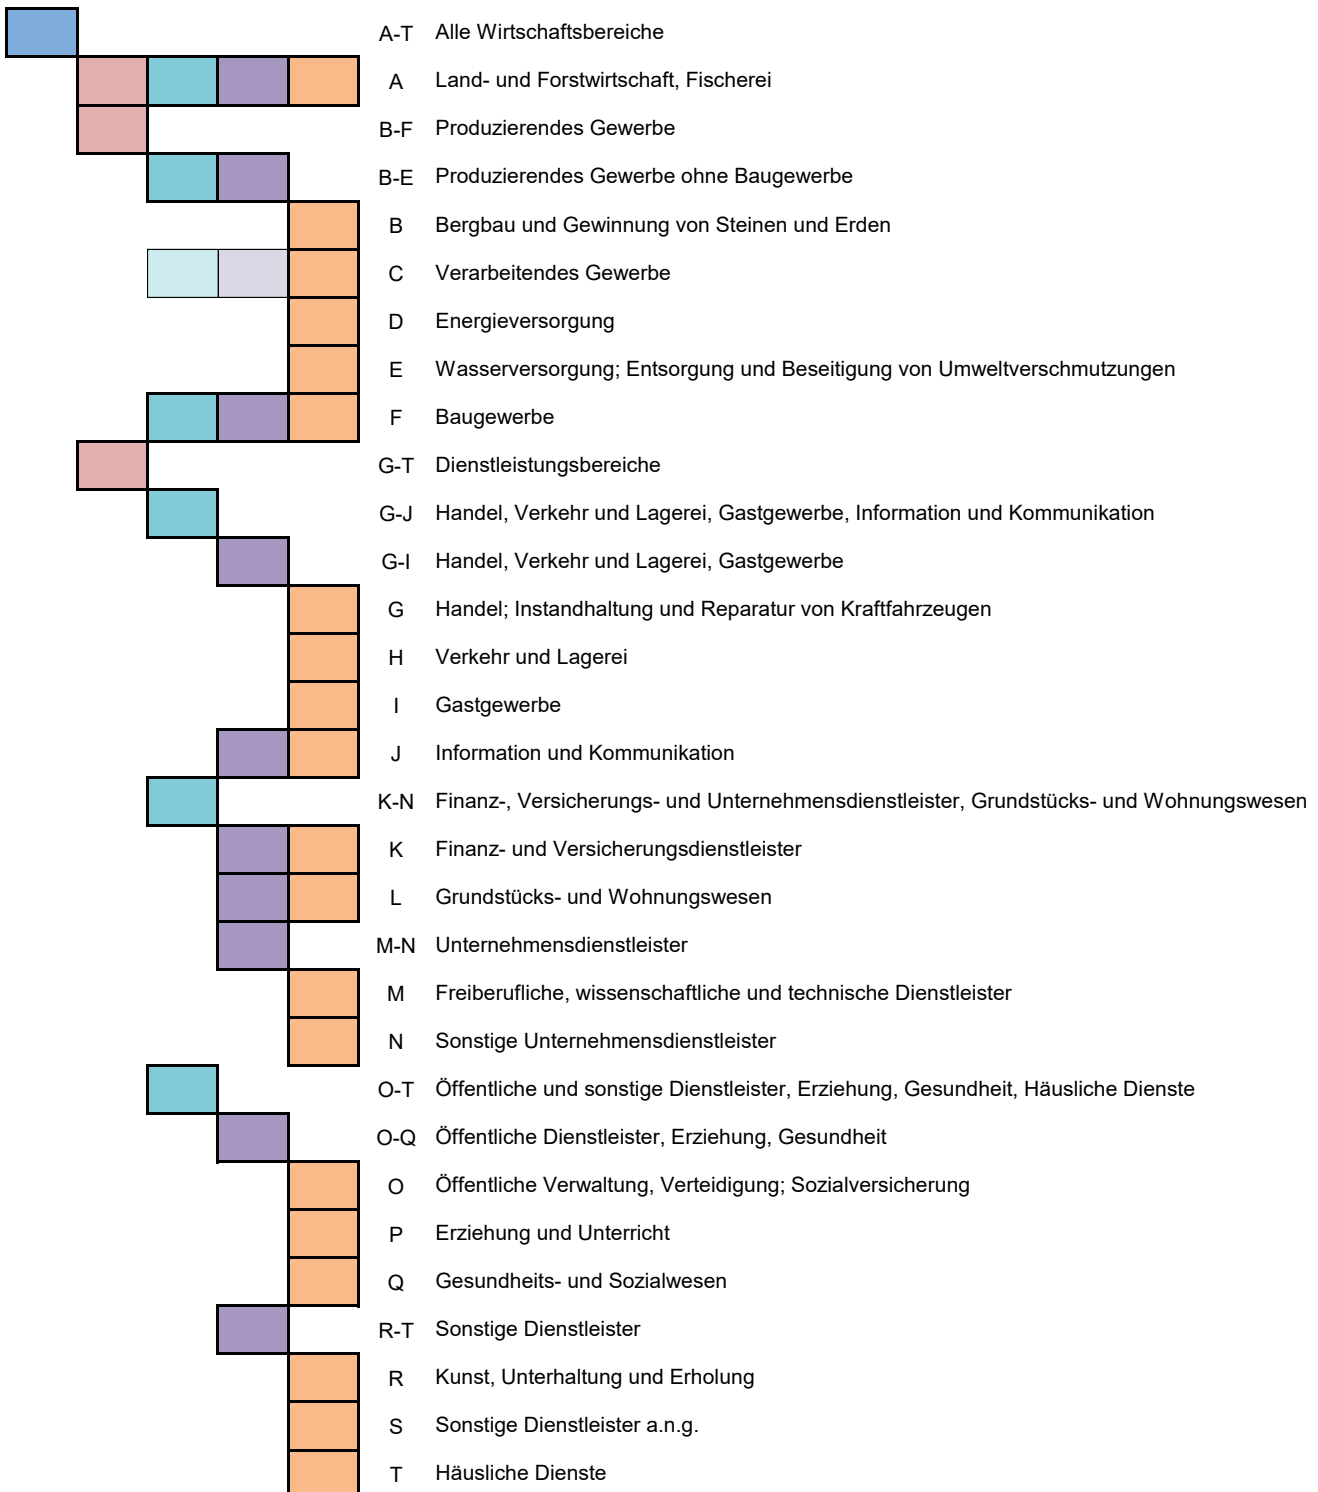 A-T Alle Wirtschaftsbereiche
A Land- und Forstwirtschaft, Fischerei
B-F Produzierendes Gewerbe
B-E Produzierendes Gewerbe ohne Baugewerbe
B Bergbau und Gewinnung von Steinen und Erden
C Verarbeitendes Gewerbe
D Energieversorgung
E Wasserversorgung; Entsorgung und Beseitigung von Umweltverschmutzungen
F Baugewerbe
G-T Dienstleistungsbereiche
G-J Handel, Verkehr und Lagerei, Gastgewerbe, Information und Kommunikation
G-I Handel, Verkehr und Lagerei, Gastgewerbe
G Handel; Instandhaltung und Reparatur von Kraftfahrzeugen
H Verkehr und Lagerei
I Gastgewerbe
J Information und Kommunikation
K-N Finanz-, Versicherungs- und Unternehmensdienstleister, Grundstücks- und Wohnungswesen
K Finanz- und Versicherungsdienstleister
L Grundstücks- und Wohnungswesen
M-N Unternehmensdienstleister
M Freiberufliche, wissenschaftliche und technische Dienstleister
N Sonstige Unternehmensdienstleister
O-T Öffentliche und sonstige Dienstleister, Erziehung, Gesundheit, Häusliche Dienste
O-Q Öffentliche Dienstleister, Erziehung, Gesundheit
O Öffentliche Verwaltung, Verteidigung; Sozialversicherung
P Erziehung und Unterricht
Q Gesundheits- und Sozialwesen
R-T Sonstige Dienstleister
R Kunst, Unterhaltung und Erholung
S Sonstige Dienstleister a.n.g.
T Häusliche Dienste